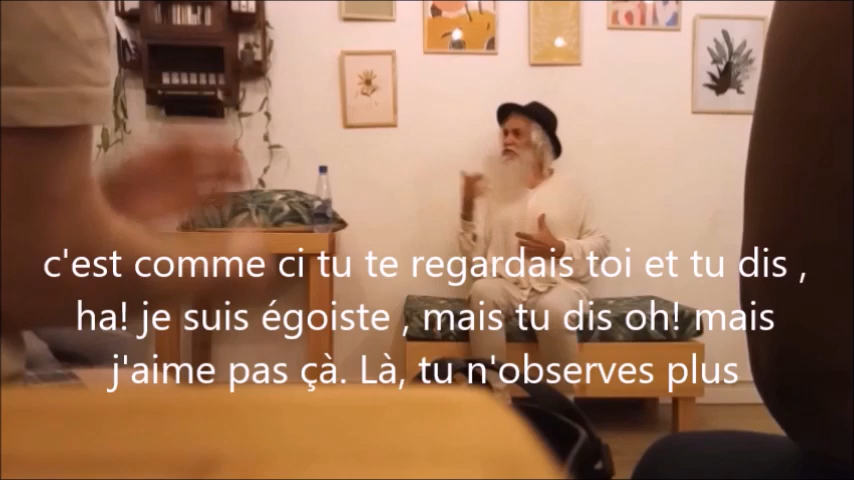 c'est comme ci tu te regardais toi et tu dis ,
ha! je suis égoiste , mais tu dis oh! mais
j'aime pas çà. Là, tu n'observes plus